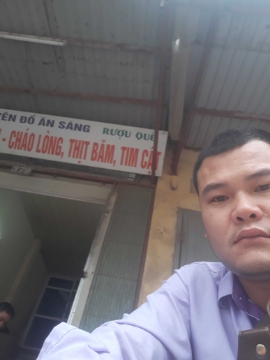 ĐỒ ĂN SÁNG RƯỢU QUÊ
- CHÁO LÒNG, THỊT BĂM, TIM CẬT